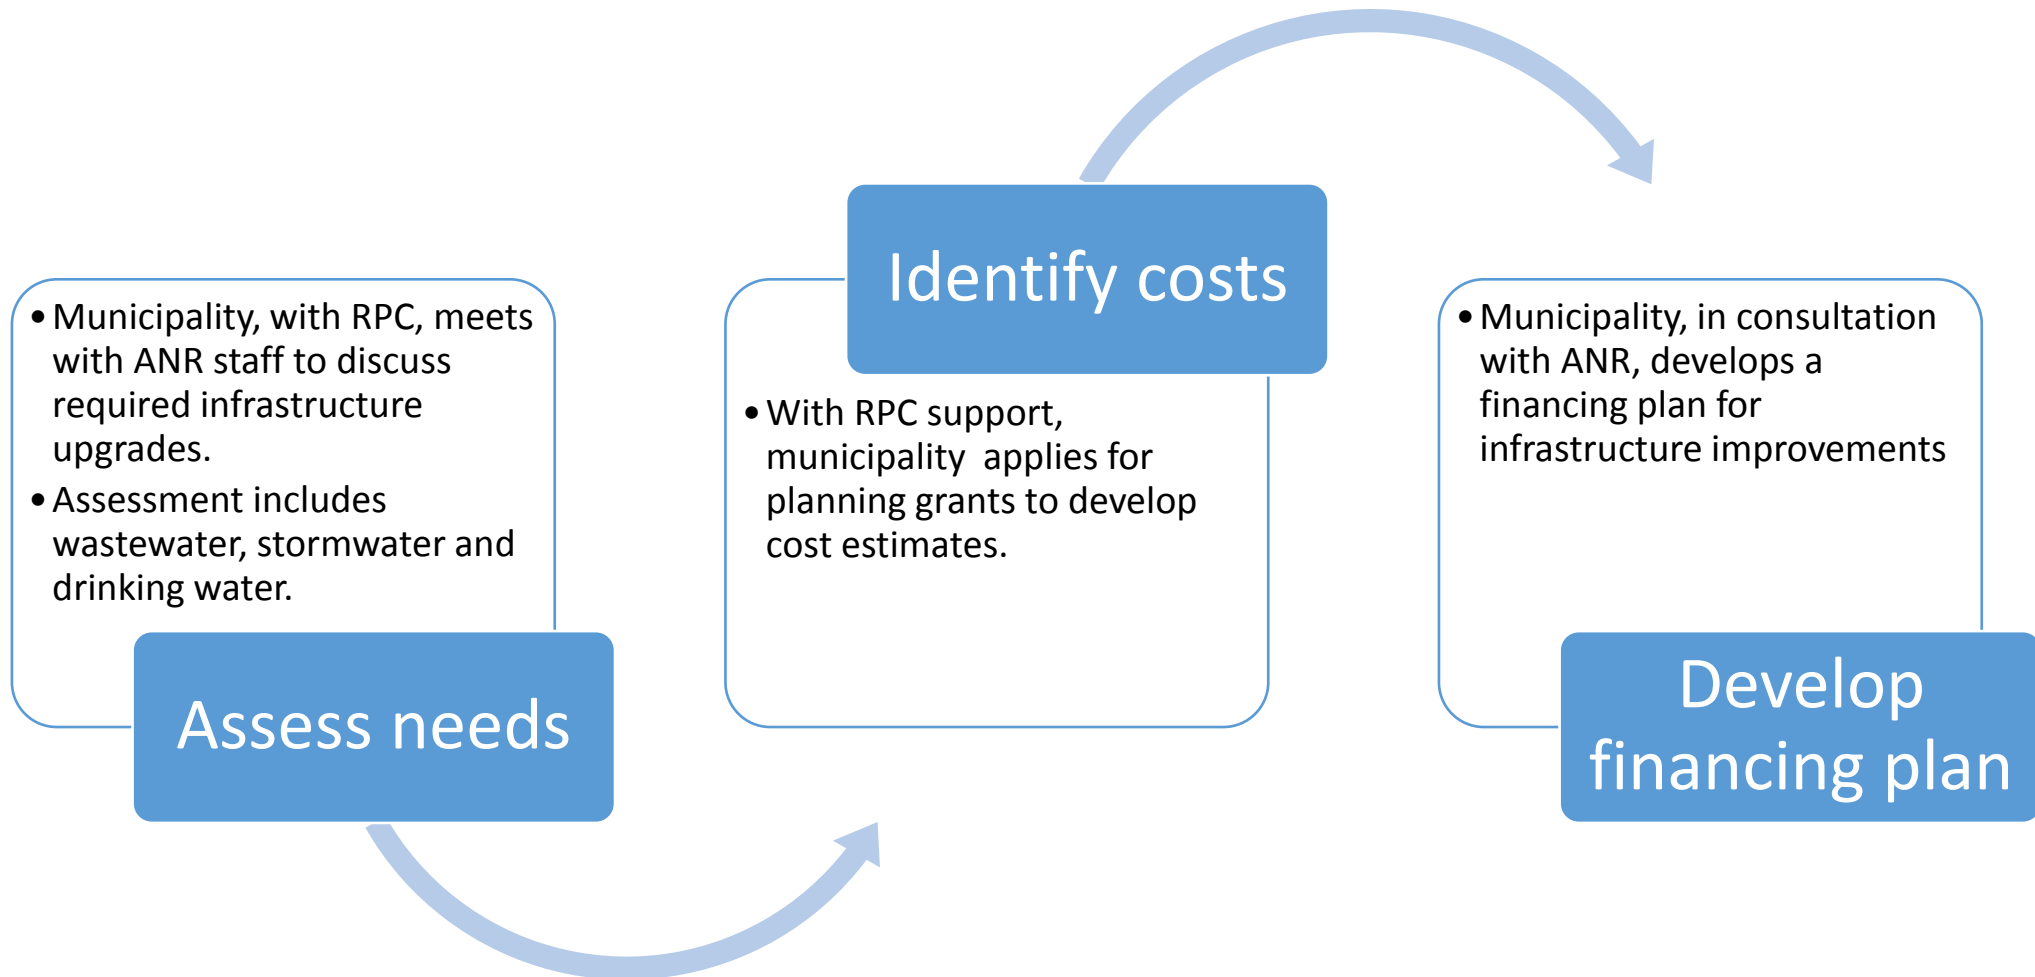 • Municipality, with RPC, meets
with ANR staff to discuss
required infrastructure
upgrades.
• Assessment includes
wastewater, stormwater and
drinking water.
Assess needs
Identify costs
• With RPC support,
municipality  applies for
planning grants to develop
cost estimates.
• Municipality, in consultation
with ANR, develops a
financing plan for
infrastructure improvements
Develop
financing plan